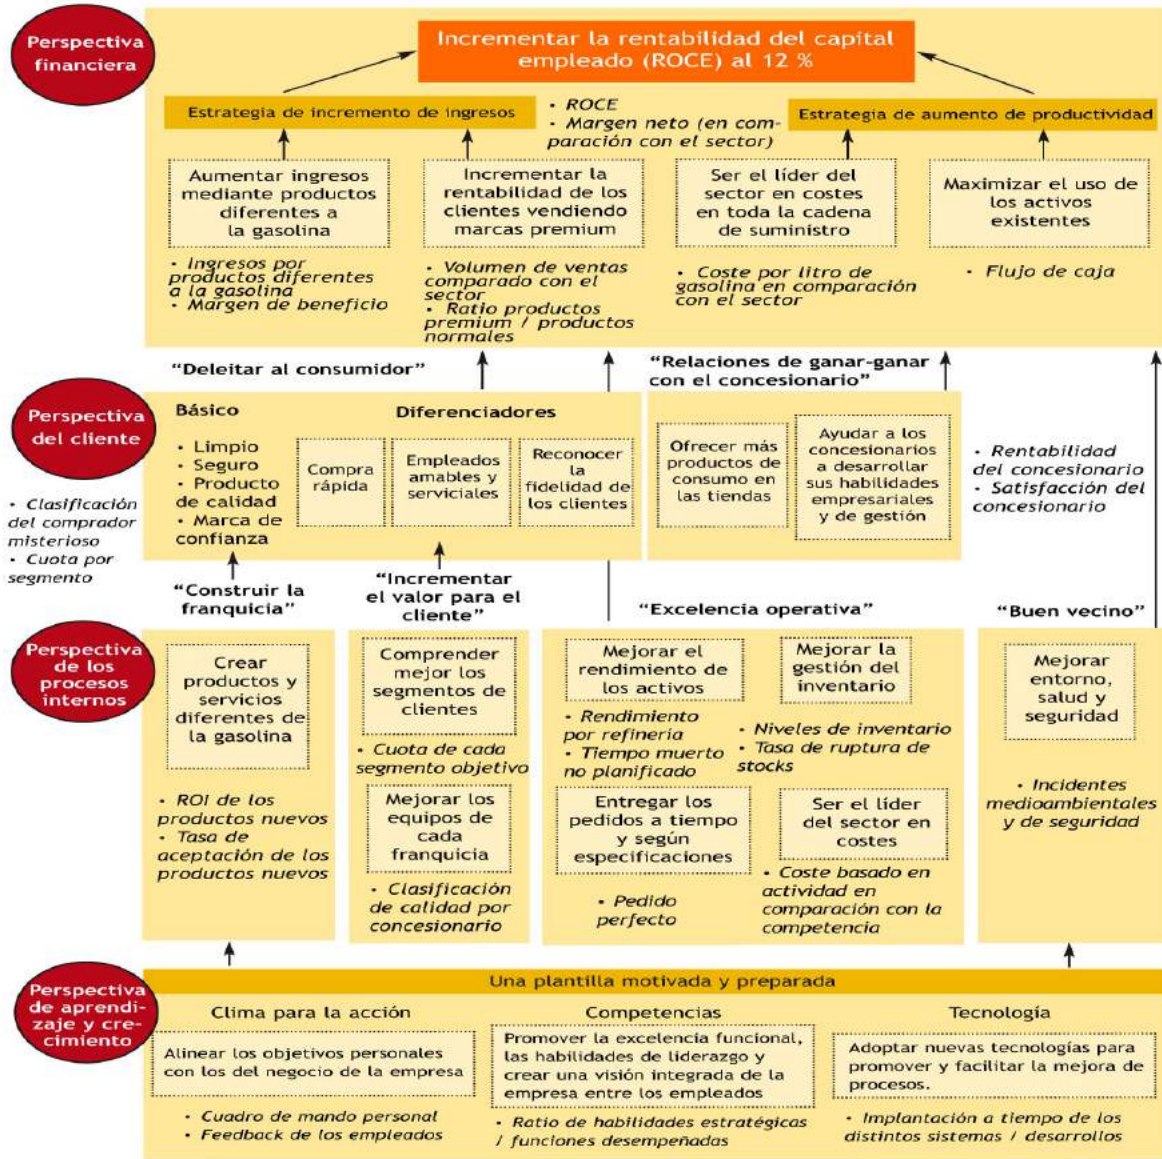 Perspectiva
financiera
Incrementar la rentabilidad del capital
empleado (ROCE) al 12 %
Estrategia de incremento de ingresos
• ROCE
• Margen neto (en com-
paración con el sector)
Estrategia de aumento de productividad
Aumentar ingresos
mediante productos
diferentes a
la gasolina
• Ingresos por
productos diferentes
a la gasolina
• Margen de beneficio
Incrementar la
rentabilidad de los
clientes vendiendo
marcas premium
• Volumen de ventas
comparado con el
sector
• Ratio productos
premium / productos
normales
Ser el líder del
sector en costes
en toda la cadena
de suministro
• Coste por litro de
gasolina en comparación
con el sector
Maximizar el uso de
los activos
existentes
• Flujo de caja
"Deleitar al consumidor"
"Relaciones de ganar-ganar
con el concesionario"
Perspectiva
del cliente
• Clasificación
del comprador
misterioso
• Cuota por
segmento
Básico
• Limpio
• Seguro
• Producto
de calidad
• Marca de
confianza
Diferenciadores
Compra
rápida
Empleados
amables y
serviciales
Reconocer
la
fidelidad de
los clientes
Ofrecer más
productos de
consumo en
las tiendas
Ayudar a los
concesionarios
a desarrollar
sus habilidades
empresariales
y de gestión
• Rentabilidad
del concesionario
• Satisfacción del
concesionario
"Construir la
franquicia"
"Incrementar
el valor para el
cliente"
"Excelencia operativa"
"Buen vecino"
Perspectiva
de los
procesos
internos
Crear
productos y
servicios
diferentes de
la gasolina
• ROI de los
productos nuevos
• Tasa de
aceptación de los
productos nuevos
Comprender
mejor los
segmentos de
clientes
• Cuota de cada
segmento objetivo
Mejorar los
equipos de
cada
franquicia
• Clasificación
de calidad por
concesionario
Mejorar el
rendimiento de
los activos
• Rendimiento
por refinería
• Tiempo muerto
no planificado
Mejorar la
gestión del
inventario
• Niveles de inventario
• Tasa de ruptura de
stocks
Entregar los
pedidos a tiempo
y según
especificaciones
• Pedido
perfecto
Ser el líder
del sector en
costes
• Coste basado en
actividad en
comparación con la
competencia
Mejorar
entorno,
salud y
seguridad
• Incidentes
medioambientales
y de seguridad
Perspectiva
de aprendi-
zaje y cre-
cimiento
Una plantilla motivada y preparada
Clima para la acción
Alinear los objetivos personales
con los del negocio de la empresa
• Cuadro de mando personal
• Feedback de los empleados
Competencias
Promover la excelencia funcional,
las habilidades de liderazgo y
crear una visión integrada de la
empresa entre los empleados
• Ratio de habilidades estratégicas
/ funciones desempeñadas
Tecnología
Adoptar nuevas tecnologías para
promover y facilitar la mejora de
procesos.
• Implantación a tiempo de los
distintos sistemas / desarrollos